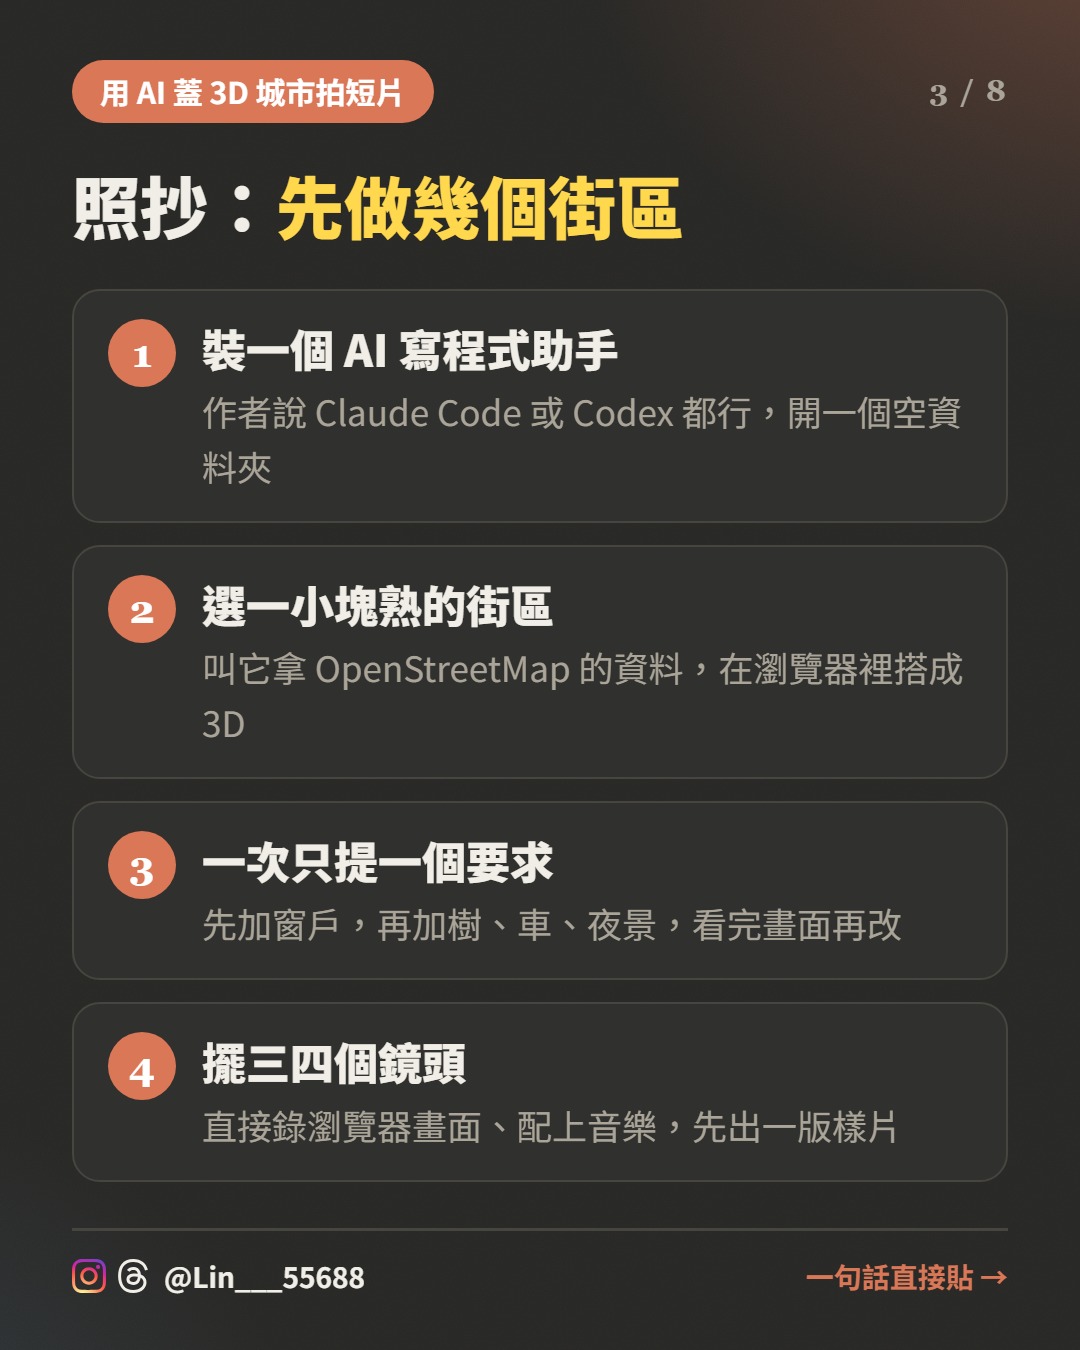 用 AI 蓋 3D 城市拍短片
3 / 8
照抄：先做幾個街區
1
裝一個 AI 寫程式助手
作者說 Claude Code 或 Codex 都行，開一個空資
料夾
2
選一小塊熟的街區
叫它拿 OpenStreetMap 的資料，在瀏覽器裡搭成
3D
3
一次只提一個要求
先加窗戶，再加樹、車、夜景，看完畫面再改
4
擺三四個鏡頭
直接錄瀏覽器畫面、配上音樂，先出一版樣片
@Lin___55688
一句話直接貼 →